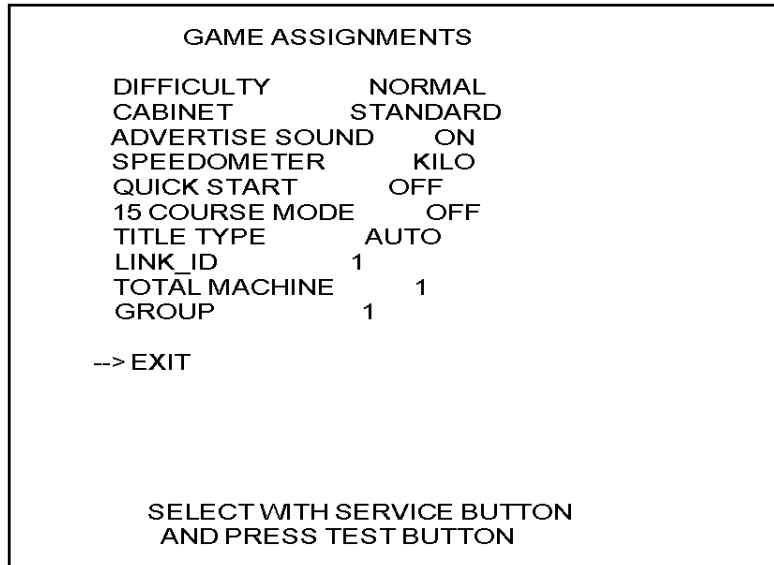 GAME ASSIGNMENTS
DIFFICULTY NORMAL
CABINET STANDARD
ADVERTISE SOUND ON
SPEEDOMETER KILO
QUICK START OFF
15 COURSE MODE OFF
TITLE TYPE AUTO
LINK_ID 1
TOTAL MACHINE 1
GROUP 1
--> EXIT
SELECT WITH SERVICE BUTTON
AND PRESS TEST BUTTON